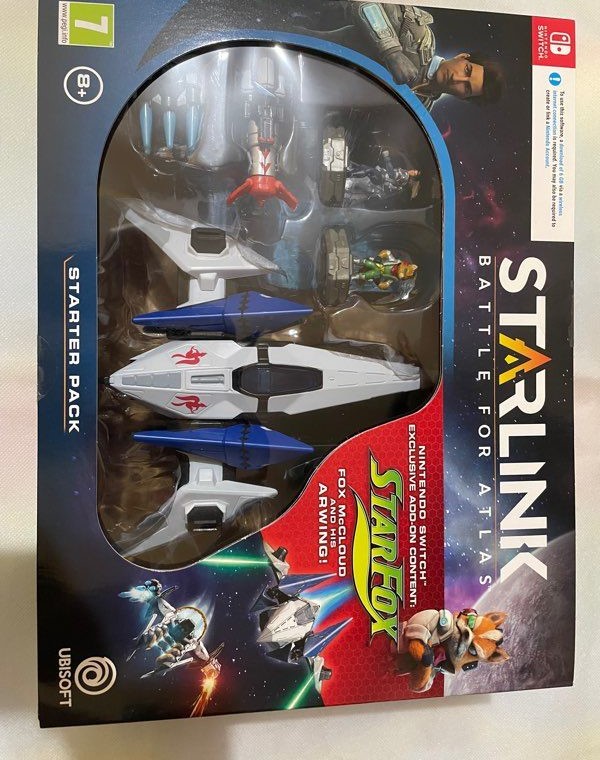 NINTENDO
SWITCH™
To use this software, a download of 6 GB via a wireless
internet connection is required. You may also be required to
create or link a Nintendo Account.
STARLINK
BATTLE FOR ATLAS™
NINTENDO SWITCH™
EXCLUSIVE ADD-ON CONTENT:
STARFOX
FOX McCLOUD
AND HIS
ARWING!
7
www.pegi.info
8+
STARTER PACK
UBISOFT